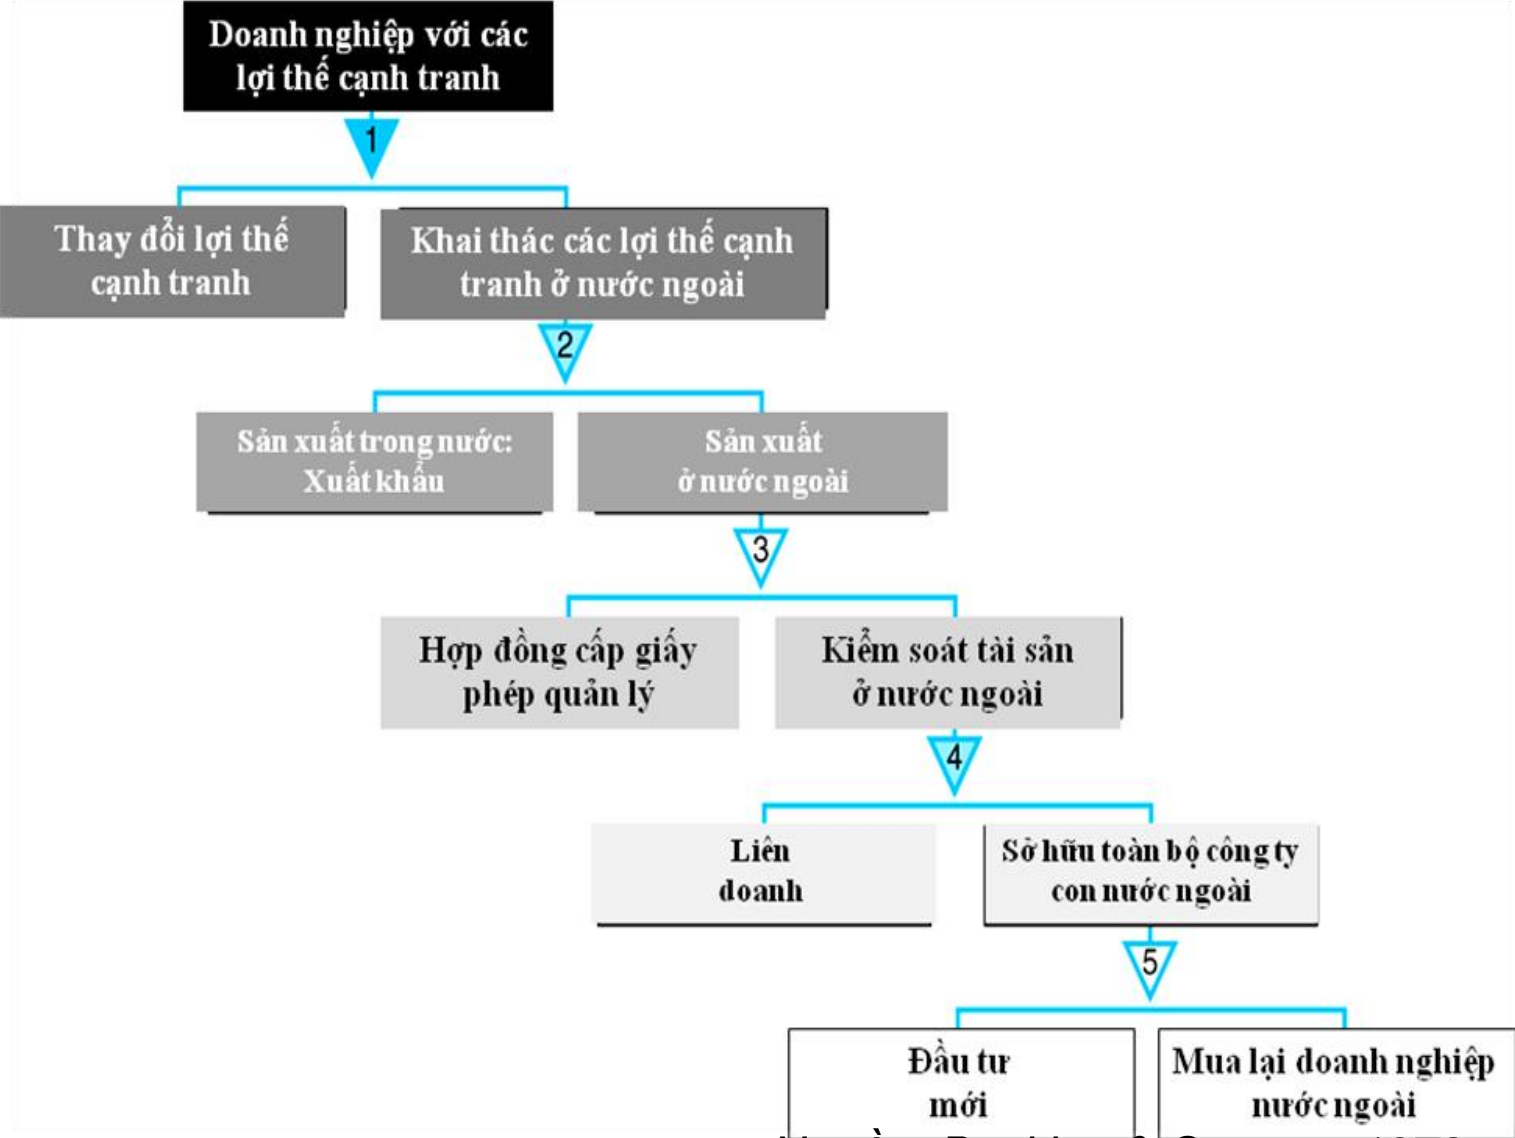 Doanh nghiệp với các
lợi thế cạnh tranh
1
Thay đổi lợi thế
cạnh tranh
Khai thác các lợi thế cạnh
tranh ở nước ngoài
2
Sản xuất trong nước:
Xuất khẩu
Sản xuất
ở nước ngoài
3
Hợp đồng cấp giấy
phép quản lý
Kiểm soát tài sản
ở nước ngoài
4
Liên
doanh
Sở hữu toàn bộ công ty
con nước ngoài
5
Đầu tư
mới
Mua lại doanh nghiệp
nước ngoài